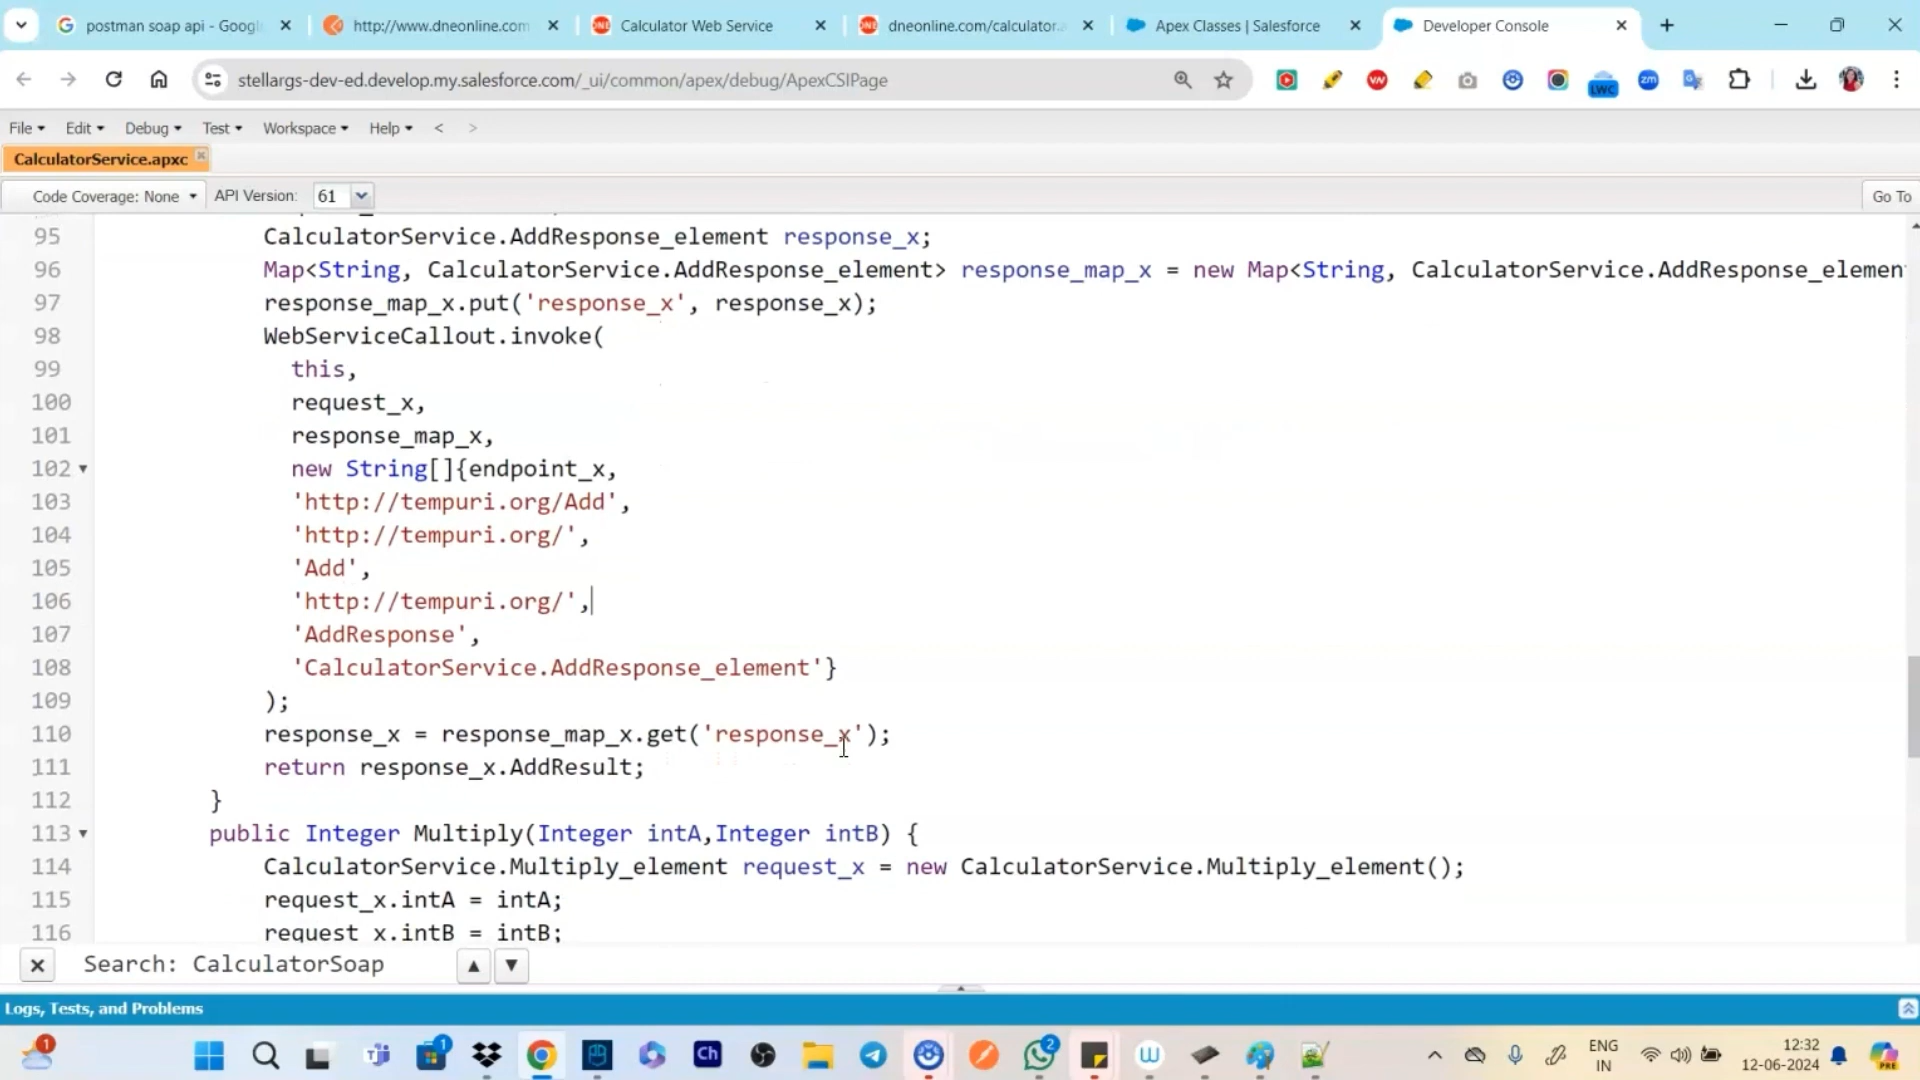 postman soap api - Googl
http://www.dneonline.com
Calculator Web Service
dneonline.com/calculator.a
Apex Classes | Salesforce
Developer Console
stellargs-dev-ed.develop.my.salesforce.com/_ui/common/apex/debug/ApexCSIPage
File Edit Debug Test Workspace Help < >
CalculatorService.apxc
Code Coverage: None API Version: 61 Go To
95 CalculatorService.AddResponse_element response_x;
96 Map<String, CalculatorService.AddResponse_element> response_map_x = new Map<String, CalculatorService.AddResponse_elemen
97 response_map_x.put('response_x', response_x);
98 WebServiceCallout.invoke(
99 this,
100 request_x,
101 response_map_x,
102 new String[]{endpoint_x,
103 'http://tempuri.org/Add',
104 'http://tempuri.org/',
105 'Add',
106 'http://tempuri.org/',
107 'AddResponse',
108 'CalculatorService.AddResponse_element'}
109 );
110 response_x = response_map_x.get('response_x');
111 return response_x.AddResult;
112 }
113 public Integer Multiply(Integer intA,Integer intB) {
114 CalculatorService.Multiply_element request_x = new CalculatorService.Multiply_element();
115 request_x.intA = intA;
116 request_x.intB = intB;
Search: CalculatorSoap
Logs, Tests, and Problems
ENG
IN
12:32
12-06-2024